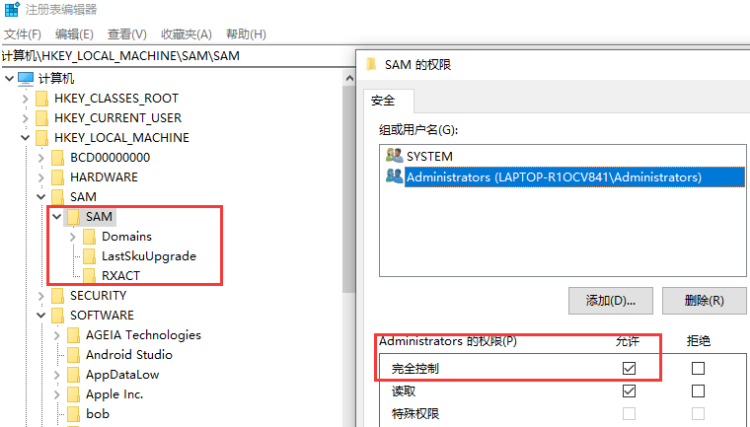 注册表编辑器
文件(F) 编辑(E) 查看(V) 收藏夹(A) 帮助(H)
计算机\HKEY_LOCAL_MACHINE\SAM\SAM
计算机
HKEY_CLASSES_ROOT
HKEY_CURRENT_USER
HKEY_LOCAL_MACHINE
BCD00000000
HARDWARE
SAM
SAM
Domains
LastSkuUpgrade
RXACT
SECURITY
SOFTWARE
AGEIA Technologies
Android Studio
AppDataLow
Apple Inc.
bob
SAM 的权限
安全
组或用户名(G):
SYSTEM
Administrators (LAPTOP-R1OCV841\Administrators)
添加(D)... 删除(R)
Administrators 的权限(P) 允许 拒绝
完全控制
读取
特殊权限